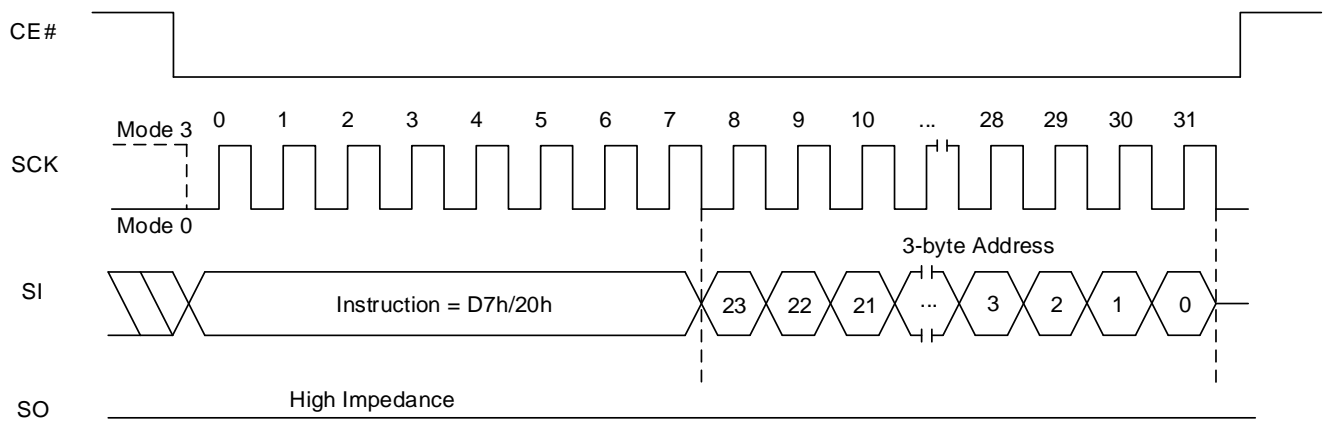 CE#
0 1 2 3 4 5 6 7 8 9 10 ... 28 29 30 31
Mode 3
SCK
Mode 0
3-byte Address
SI
Instruction = D7h/20h 23 22 21 ... 3 2 1 0
High Impedance
SO